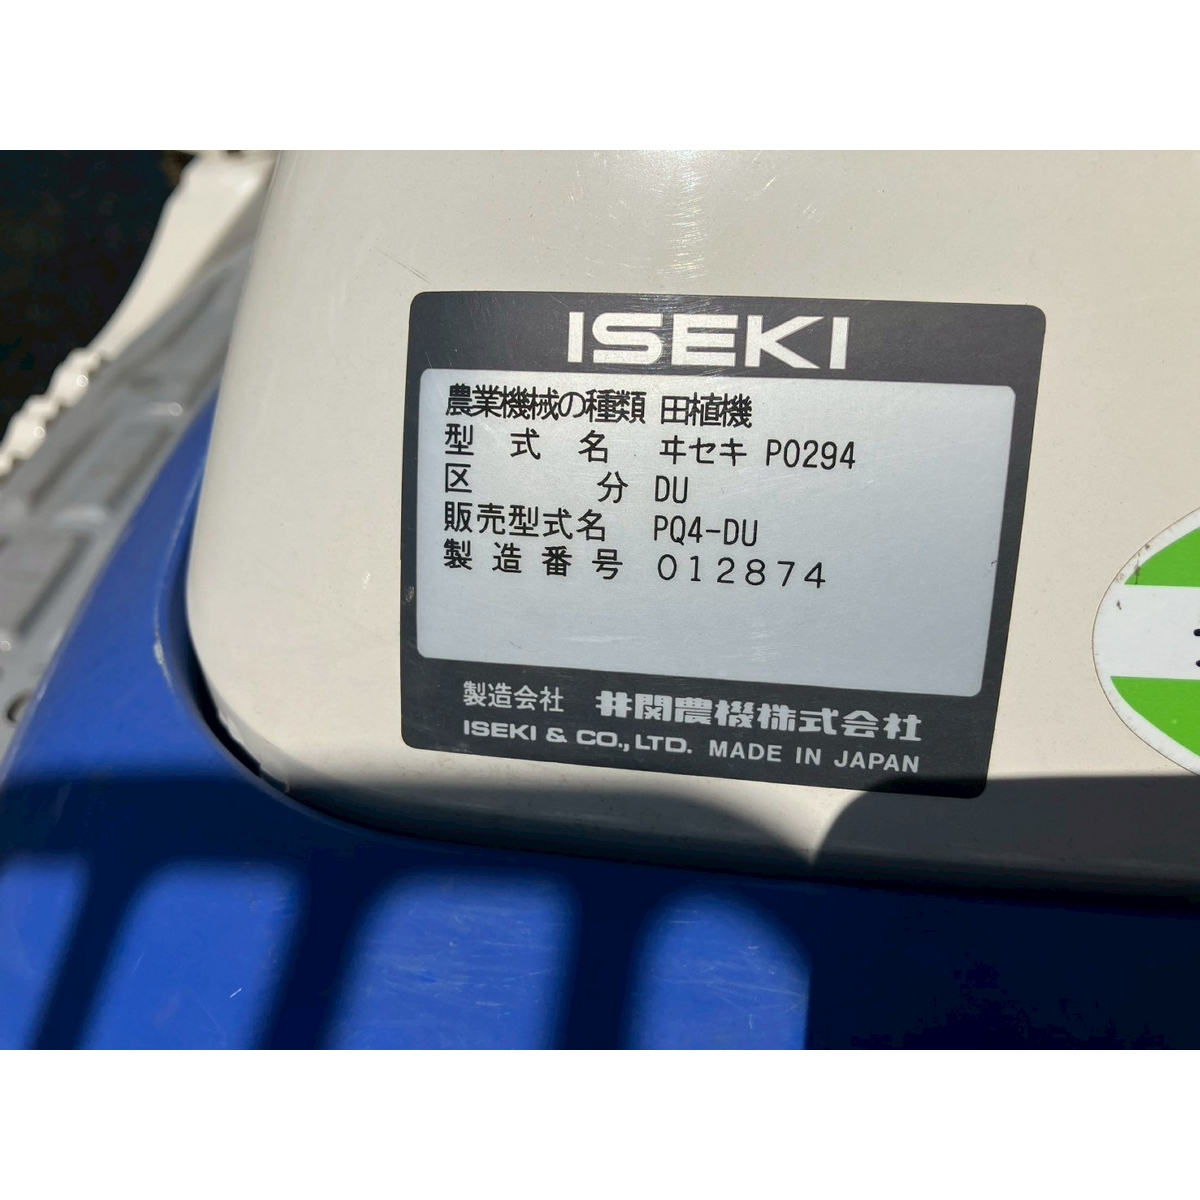 ISEKI
農業機械の種類 田植機
型式名 ヰセキ P0294
区分 DU
販売型式名 PQ4-DU
製造番号 012874
製造会社 井関農機株式会社
ISEKI & CO., LTD. MADE IN JAPAN